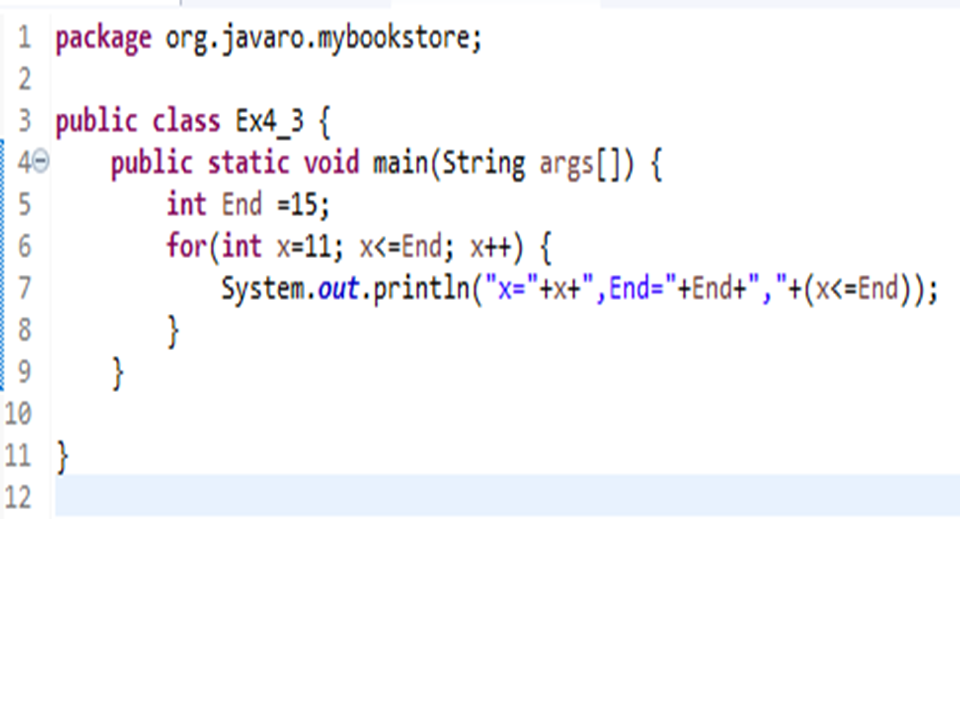 1 package org.javaro.mybookstore;
2
3 public class Ex4_3 {
4 public static void main(String args[]) {
5 int End =15;
6 for(int x=11; x<=End; x++) {
7 System.out.println("x="+x+",End="+End+","+(x<=End));
8 }
9 }
10
11 }
12